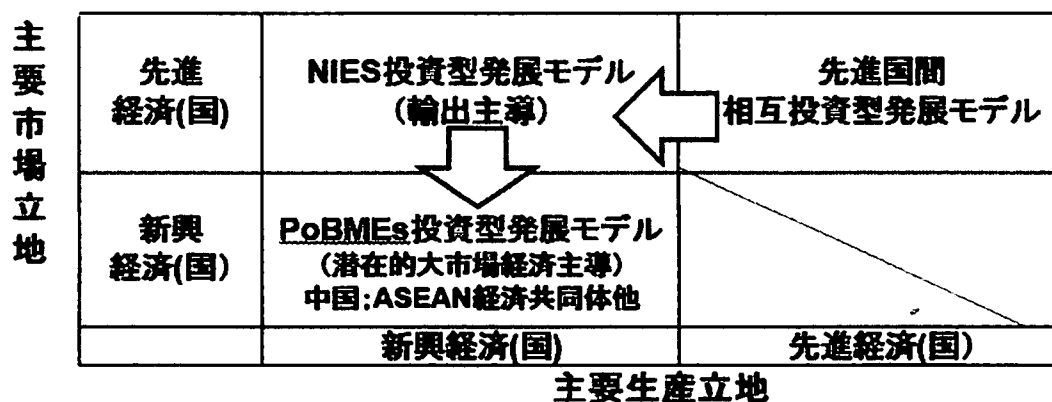 主要市場立地
先進
経済(国)
NIES投資型発展モデル
(輸出主導)
先進国間
相互投資型発展モデル
新興
経済(国)
PoBMEs投資型発展モデル
(潜在的大市場経済主導)
中国:ASEAN経済共同体他
新興経済(国)
先進経済(国)
主要生産立地